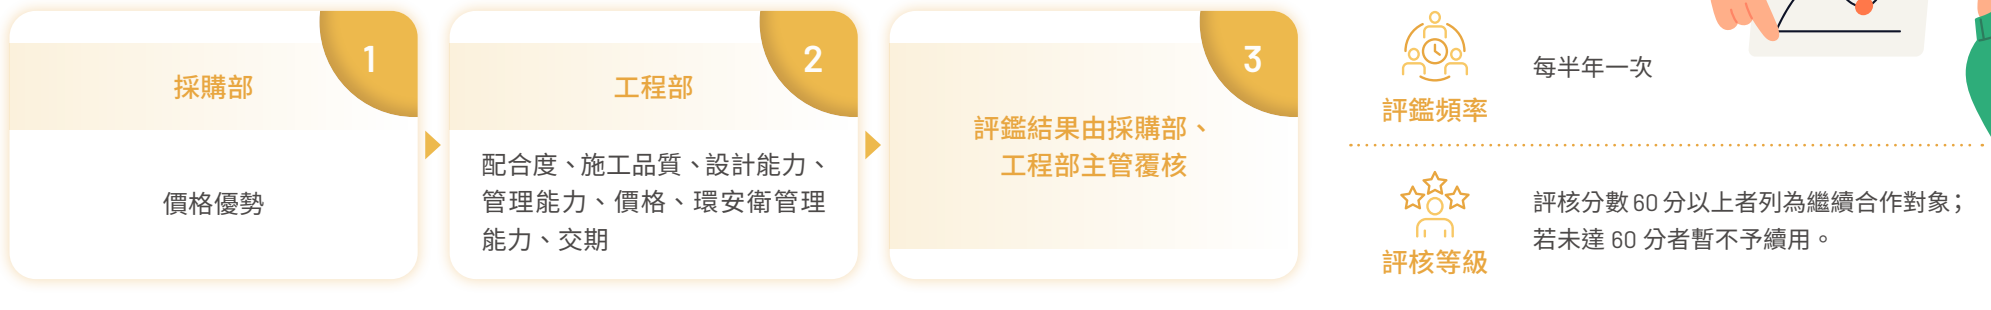 1
採購部
價格優勢
2
工程部
配合度、施工品質、設計能力、
管理能力、價格、環安衛管理
能力、交期
3
評鑑結果由採購部、
工程部主管覆核
評鑑頻率
每半年一次
評核等級
評核分數 60 分以上者列為繼續合作對象；
若未達 60 分者暫不予續用。